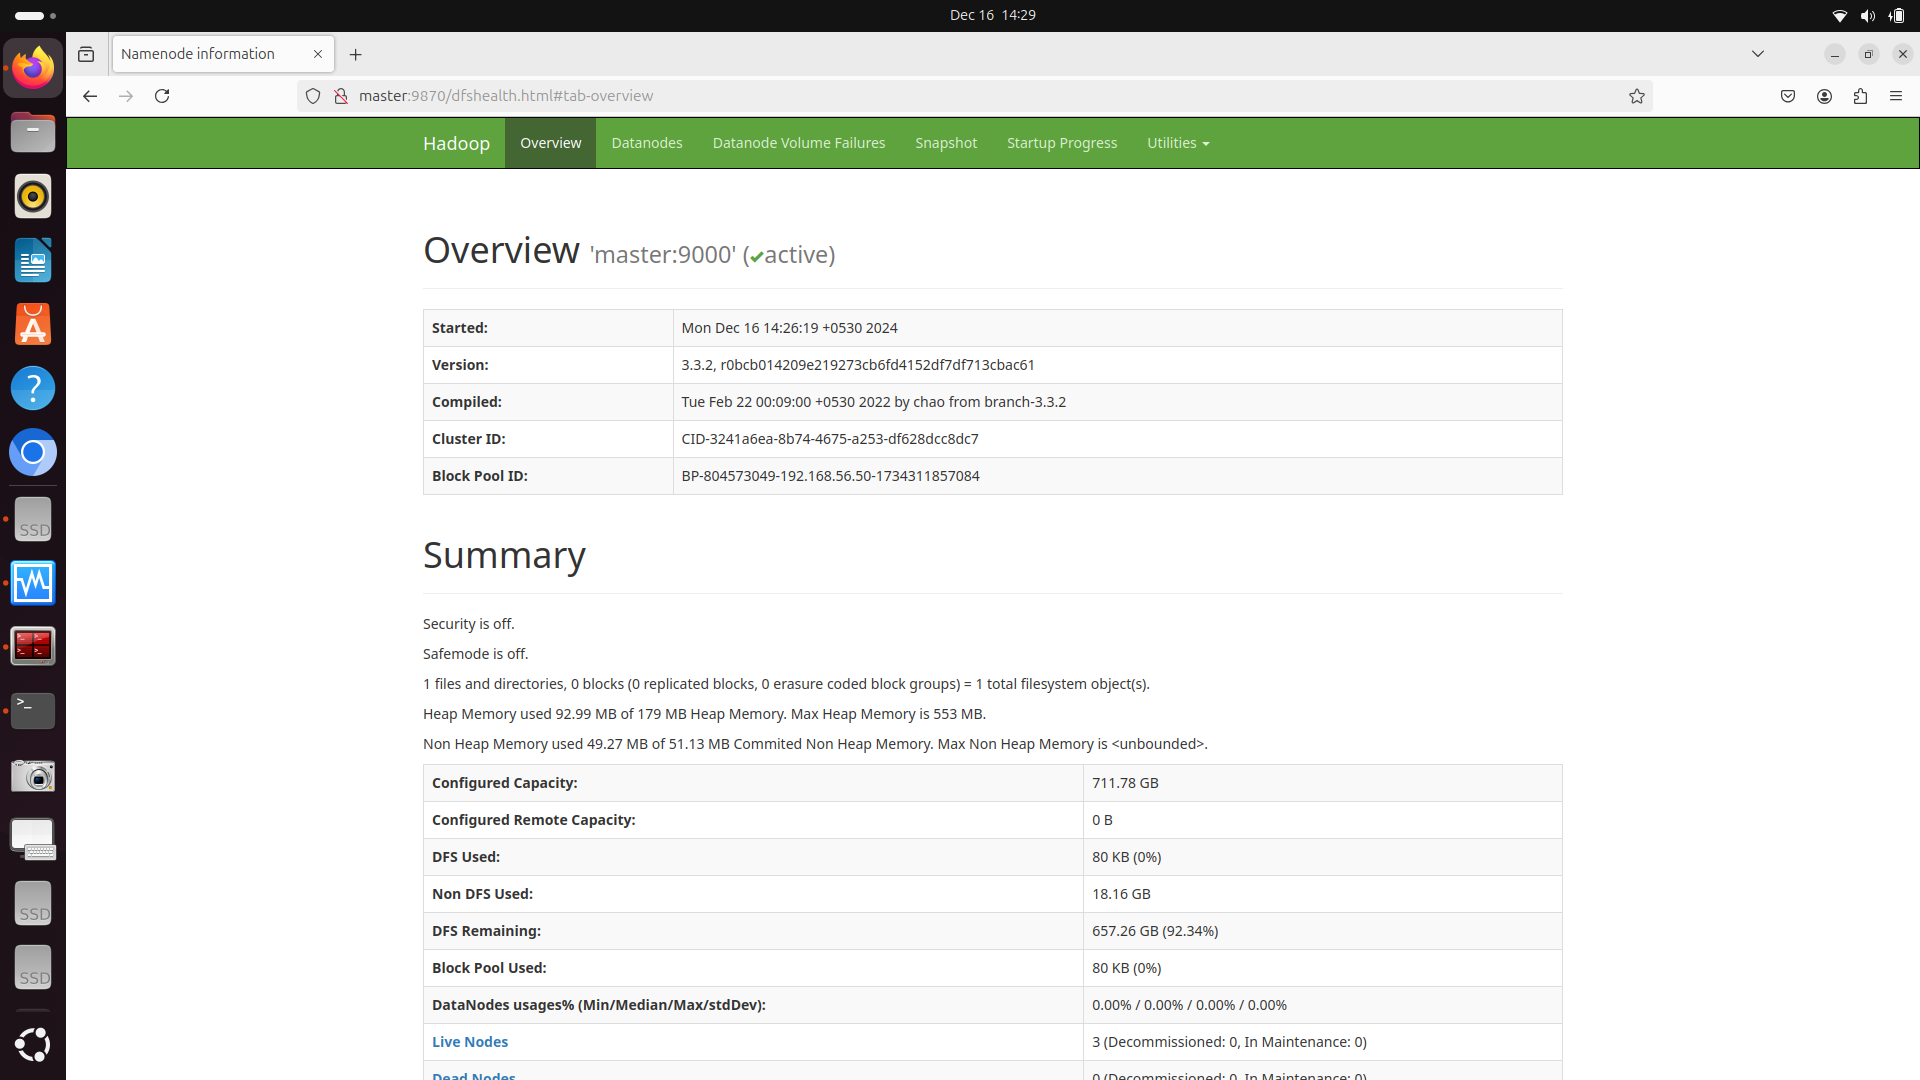 Dec 16 14:29
Namenode information
master:9870/dfshealth.html#tab-overview
Hadoop Overview Datanodes Datanode Volume Failures Snapshot Startup Progress Utilities
Overview 'master:9000' (✔active)
Started: Mon Dec 16 14:26:19 +0530 2024
Version: 3.3.2, r0bcb014209e219273cb6fd4152df7df713cbac61
Compiled: Tue Feb 22 00:09:00 +0530 2022 by chao from branch-3.3.2
Cluster ID: CID-3241a6ea-8b74-4675-a253-df628dcc8dc7
Block Pool ID: BP-804573049-192.168.56.50-1734311857084
Summary
Security is off.
Safemode is off.
1 files and directories, 0 blocks (0 replicated blocks, 0 erasure coded block groups) = 1 total filesystem object(s).
Heap Memory used 92.99 MB of 179 MB Heap Memory. Max Heap Memory is 553 MB.
Non Heap Memory used 49.27 MB of 51.13 MB Commited Non Heap Memory. Max Non Heap Memory is <unbounded>.
Configured Capacity: 711.78 GB
Configured Remote Capacity: 0 B
DFS Used: 80 KB (0%)
Non DFS Used: 18.16 GB
DFS Remaining: 657.26 GB (92.34%)
Block Pool Used: 80 KB (0%)
DataNodes usages% (Min/Median/Max/stdDev): 0.00% / 0.00% / 0.00% / 0.00%
Live Nodes 3 (Decommissioned: 0, In Maintenance: 0)
Dead Nodes 0 (Decommissioned: 0, In Maintenance: 0)
SSD
SSD
SSD